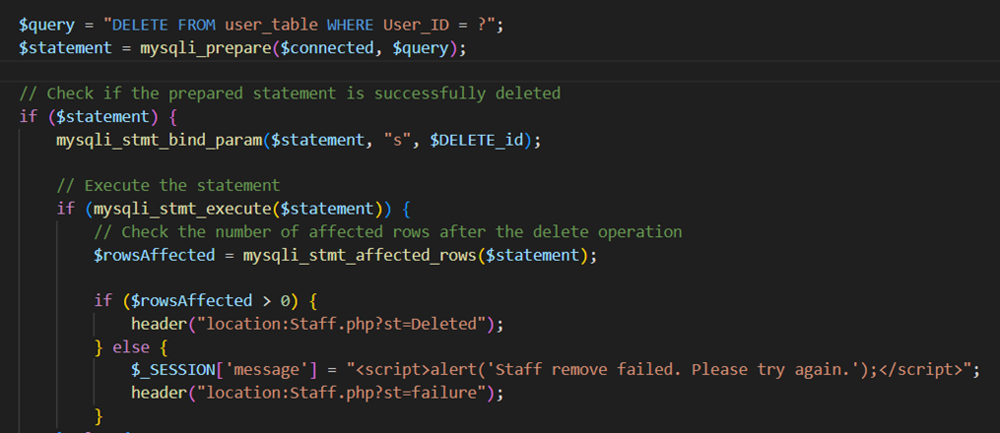 $query = "DELETE FROM user_table WHERE User_ID = ?";
$statement = mysqli_prepare($connected, $query);
// Check if the prepared statement is successfully deleted
if ($statement) {
mysqli_stmt_bind_param($statement, "s", $DELETE_id);
// Execute the statement
if (mysqli_stmt_execute($statement)) {
// Check the number of affected rows after the delete operation
$rowsAffected = mysqli_stmt_affected_rows($statement);
if ($rowsAffected > 0) {
header("location:Staff.php?st=Deleted");
} else {
$_SESSION['message'] = "<script>alert('Staff remove failed. Please try again.');</script>";
header("location:Staff.php?st=failure");
}